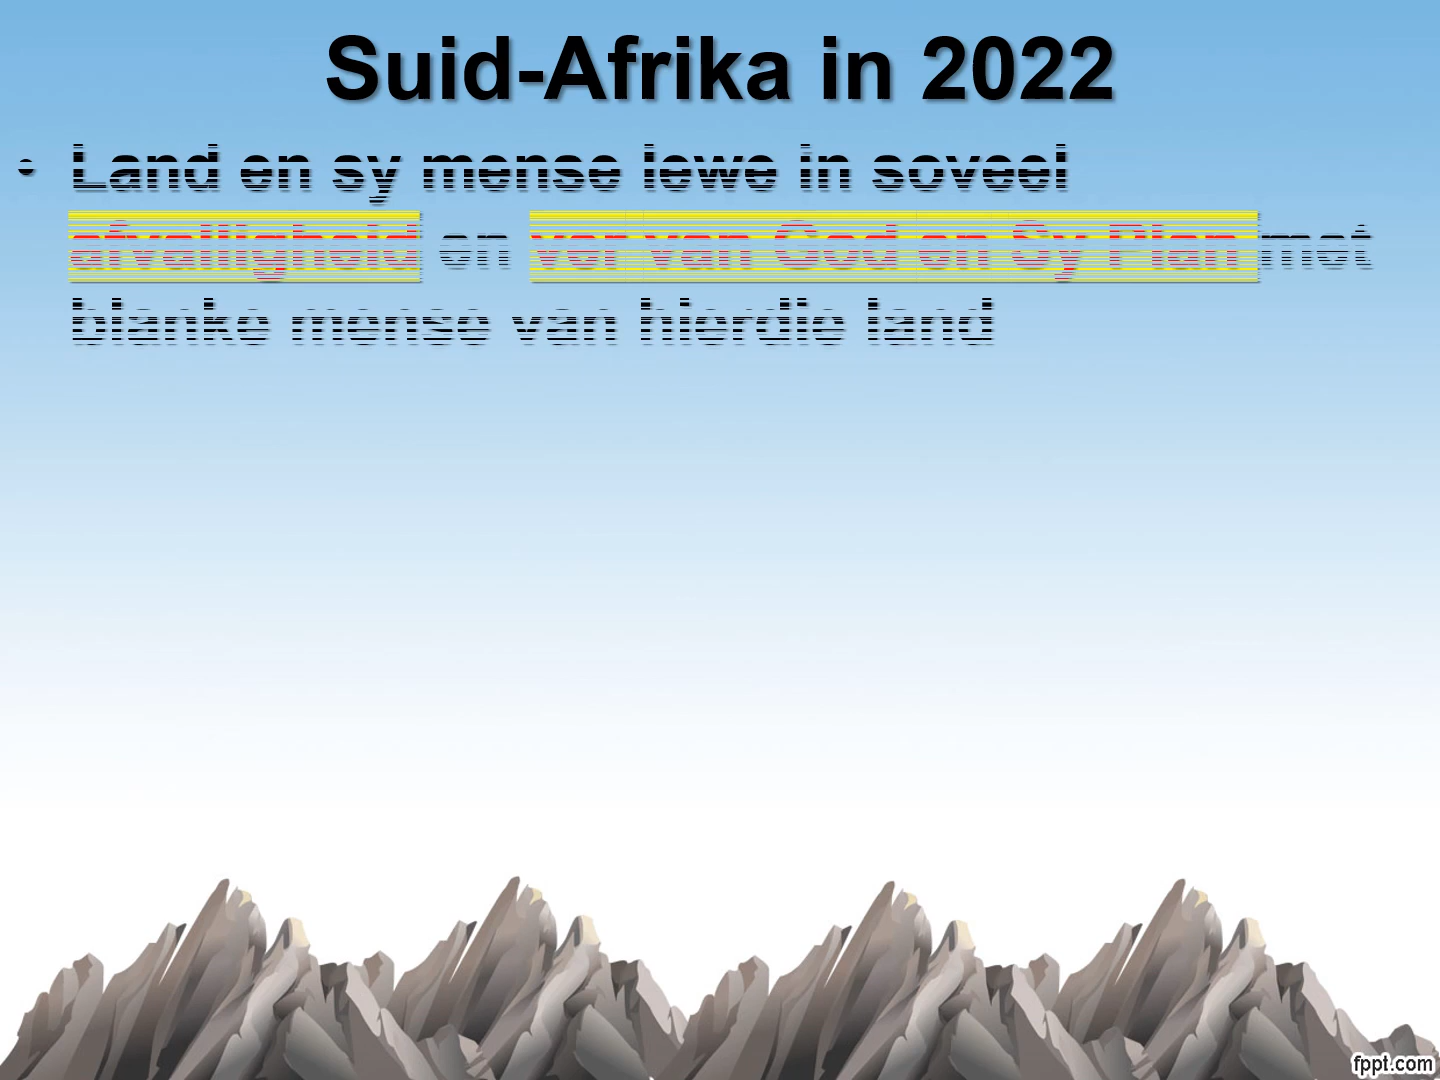 Suid-Afrika in 2022
• Land en sy mense lewe in soveel
afvalligheid en ver van God en Sy Plan met
blanke mense van hierdie land
fppt.com